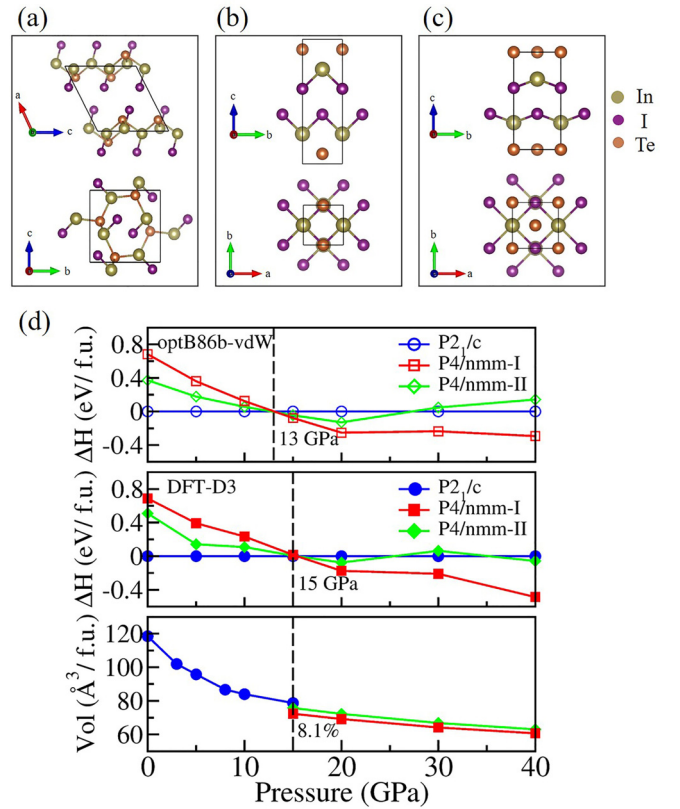 (a)
(b)
(c)
a
c
c
b
c
b
c
b
b
a
b
a
In
I
Te
(d)
optB86b-vdW
P2₁/c
P4/nmm-I
P4/nmm-II
0.8
0.4
0
-0.4
ΔH (eV/ f.u.)
13 GPa
DFT-D3
P2₁/c
P4/nmm-I
P4/nmm-II
0.8
0.4
0
-0.4
ΔH (eV/ f.u.)
15 GPa
120
100
80
60
Vol (Å³/ f.u.)
8.1%
0 10 20 30 40
Pressure (GPa)